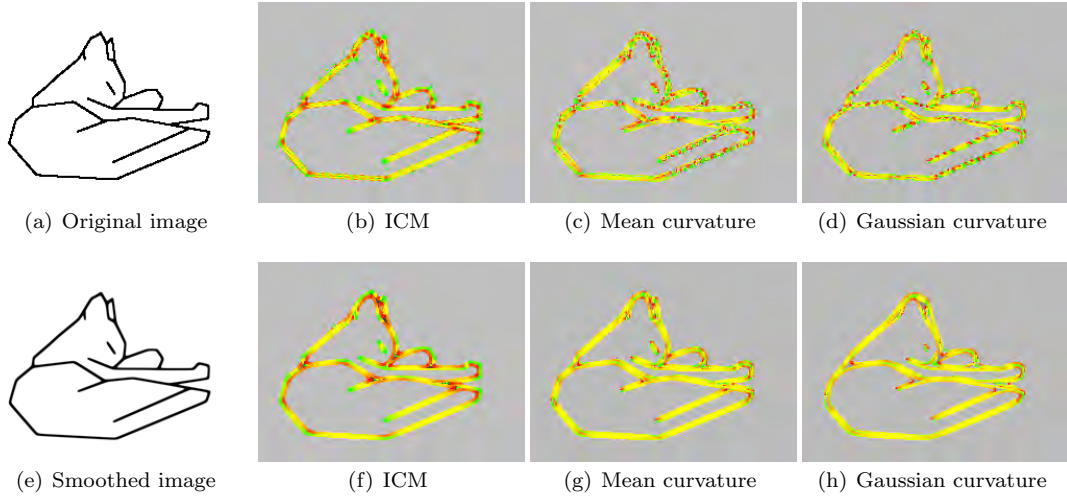 (a) Original image
(b) ICM
(c) Mean curvature
(d) Gaussian curvature
(e) Smoothed image
(f) ICM
(g) Mean curvature
(h) Gaussian curvature